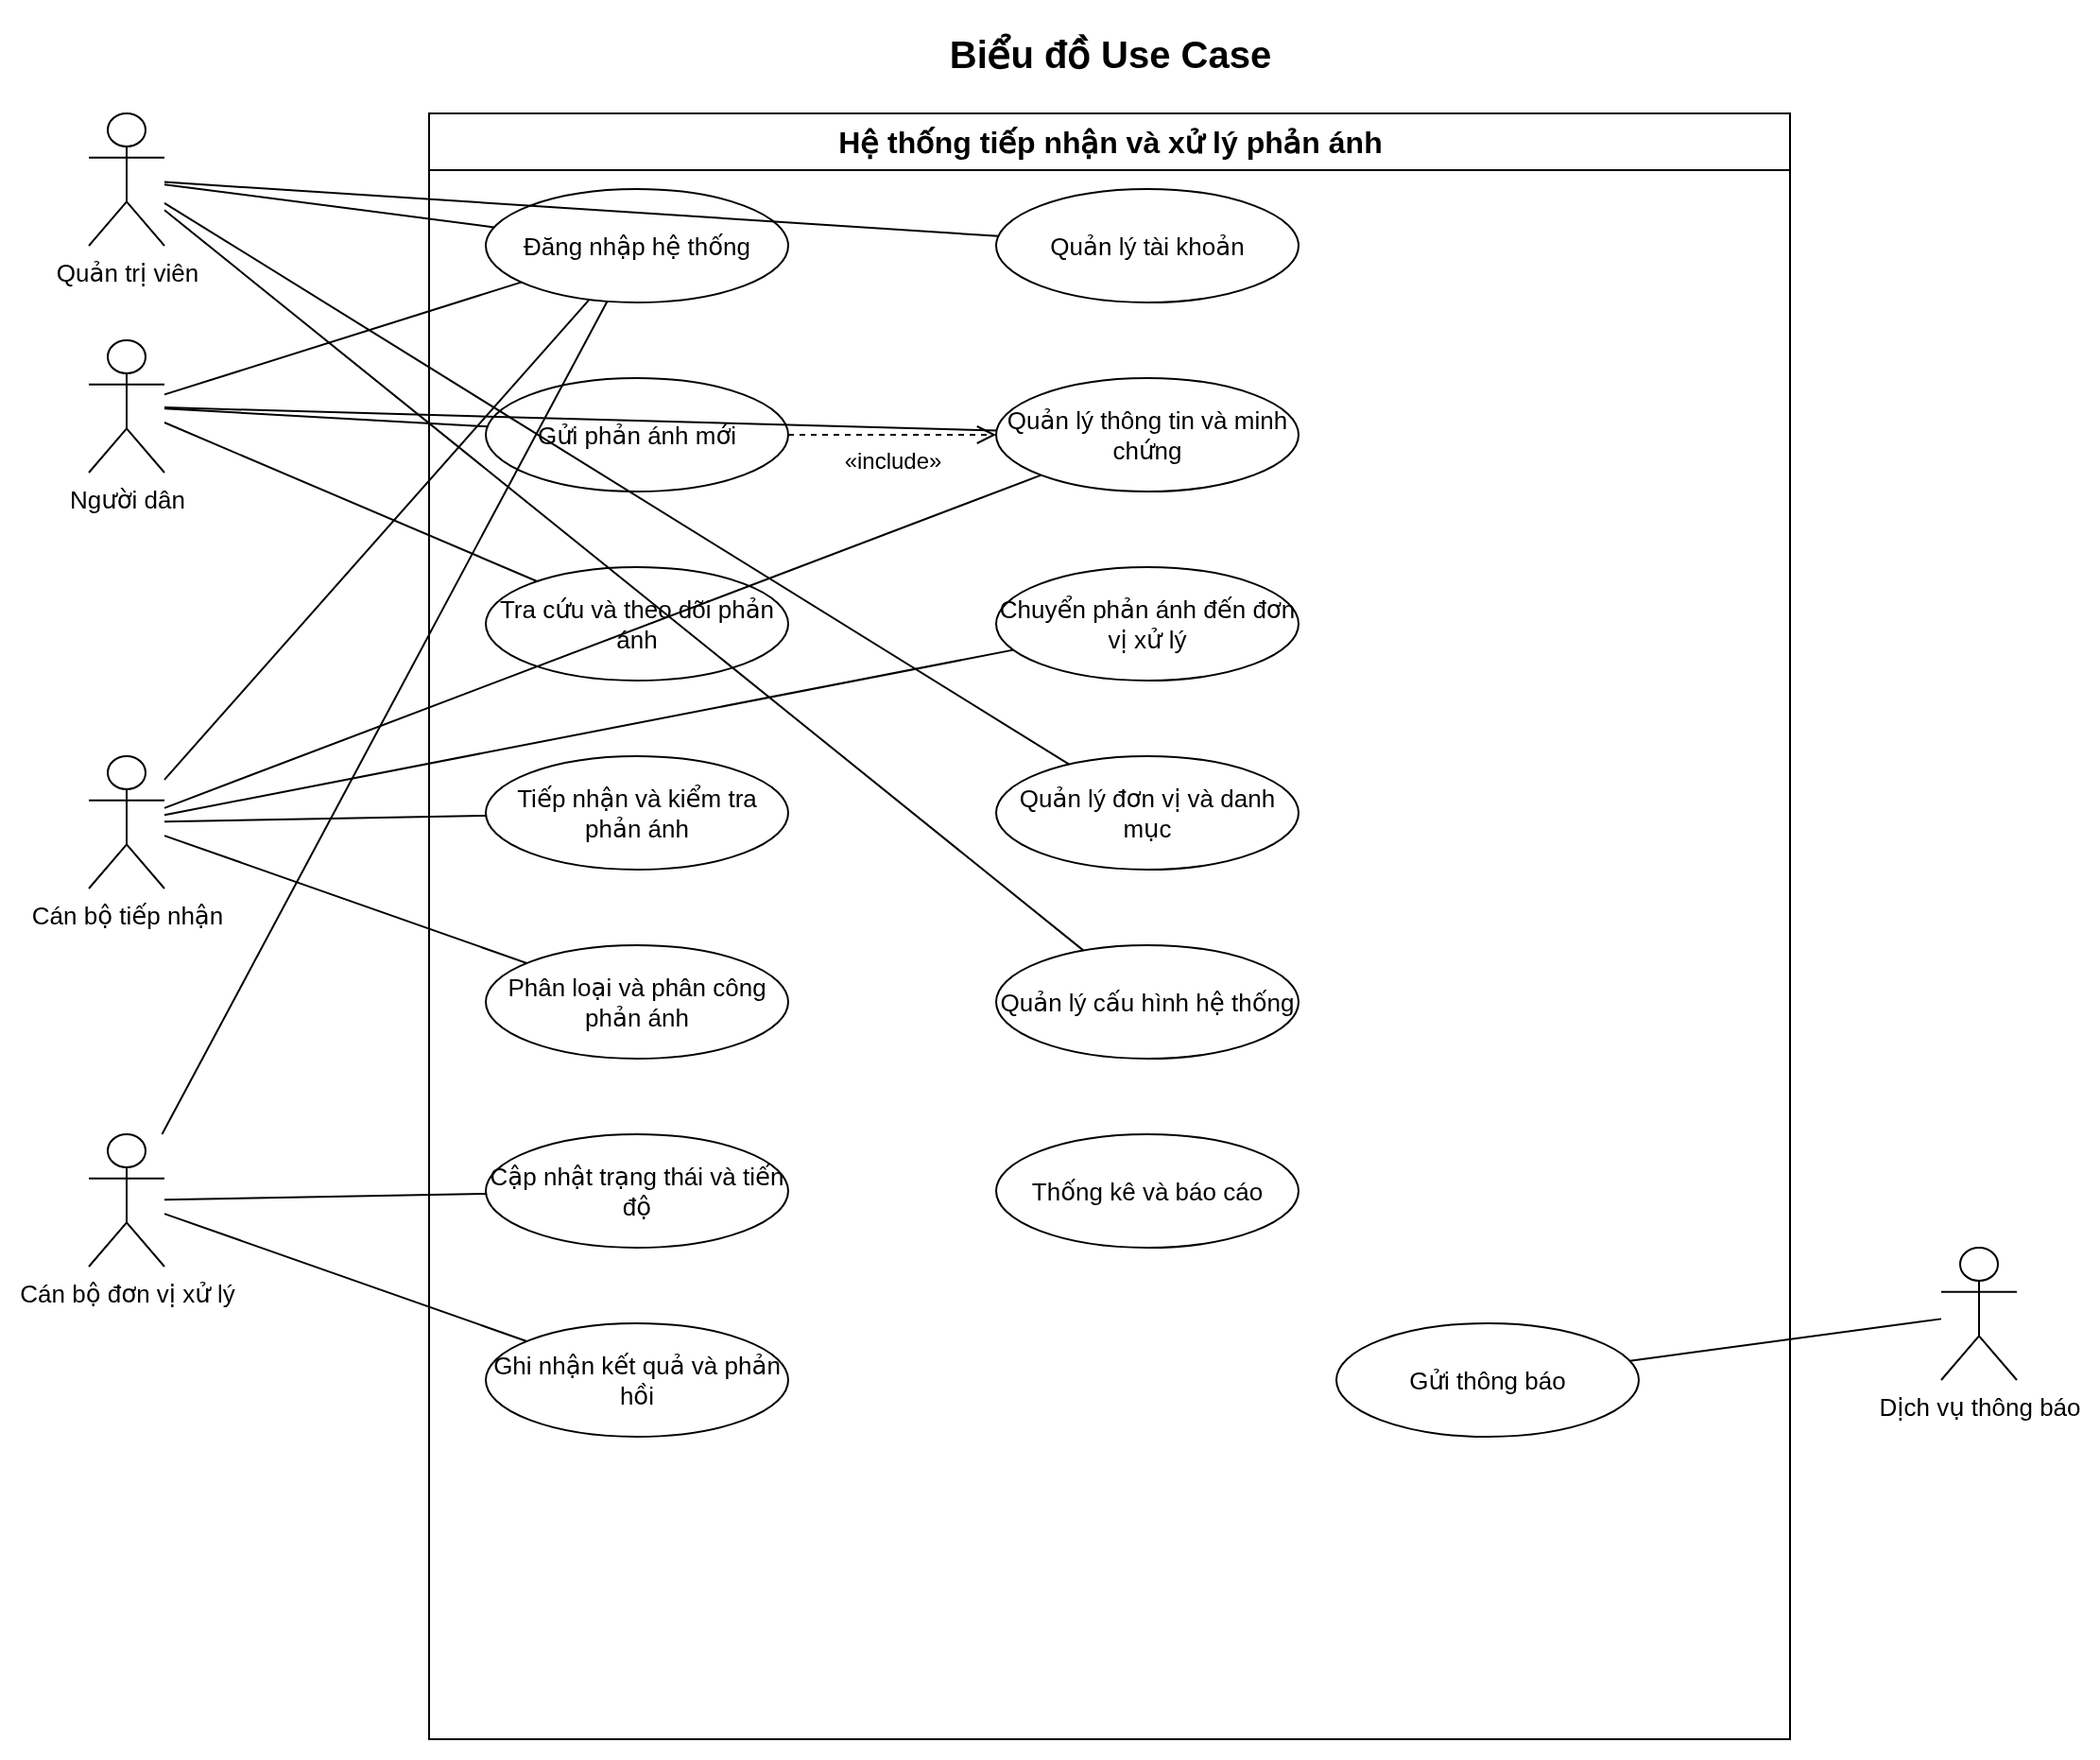 Biểu đồ Use Case
Hệ thống tiếp nhận và xử lý phản ánh
Quản trị viên
Đăng nhập hệ thống
Quản lý tài khoản
Người dân
Gửi phản ánh mới
«include»
Quản lý thông tin và minh
chứng
Tra cứu và theo dõi phản
ánh
Chuyển phản ánh đến đơn
vị xử lý
Cán bộ tiếp nhận
Tiếp nhận và kiểm tra
phản ánh
Quản lý đơn vị và danh
mục
Phân loại và phân công
phản ánh
Quản lý cấu hình hệ thống
Cán bộ đơn vị xử lý
Cập nhật trạng thái và tiến
độ
Thống kê và báo cáo
Ghi nhận kết quả và phản
hồi
Gửi thông báo
Dịch vụ thông báo